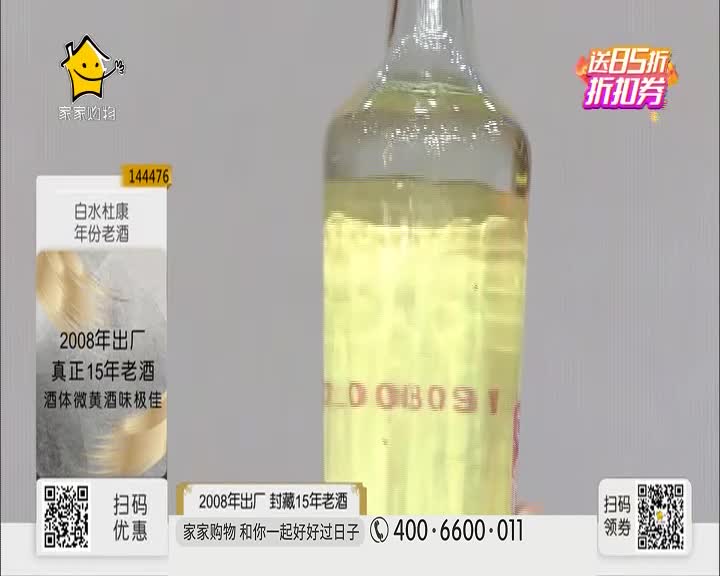 家家购物
送85折
折扣券
144476
白水杜康
年份老酒
2008年出厂
真正15年老酒
酒体微黄酒味极佳
扫码
优惠
2008年出厂 封藏15年老酒
家家购物 和你一起好好过日子
400·6600·011
扫码
领券